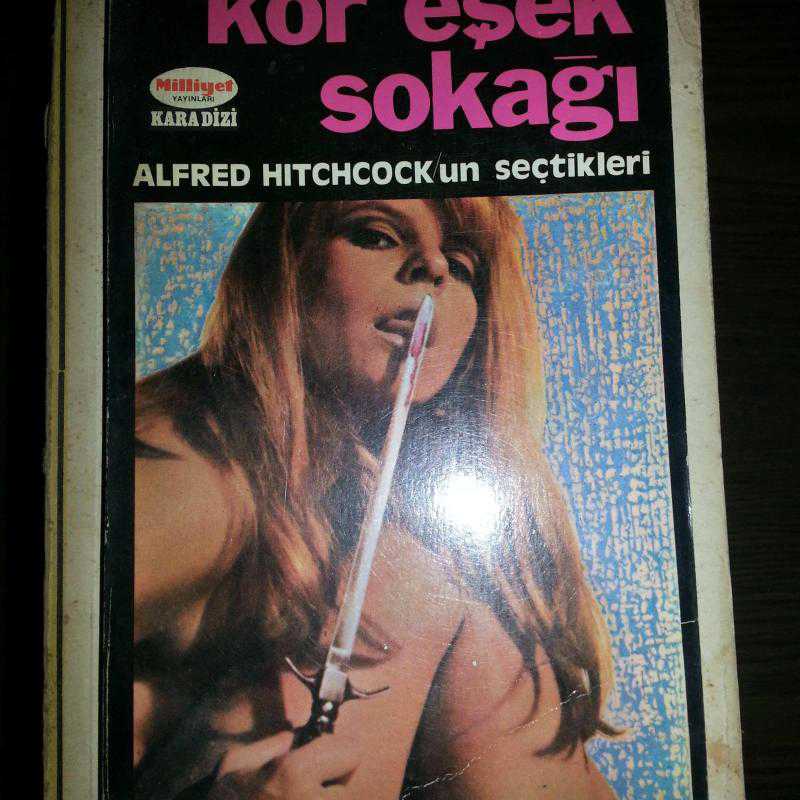 kör eşek
sokağı
Milliyet
YAYINLARI
KARA DİZİ
ALFRED HITCHCOCK'un seçtikleri